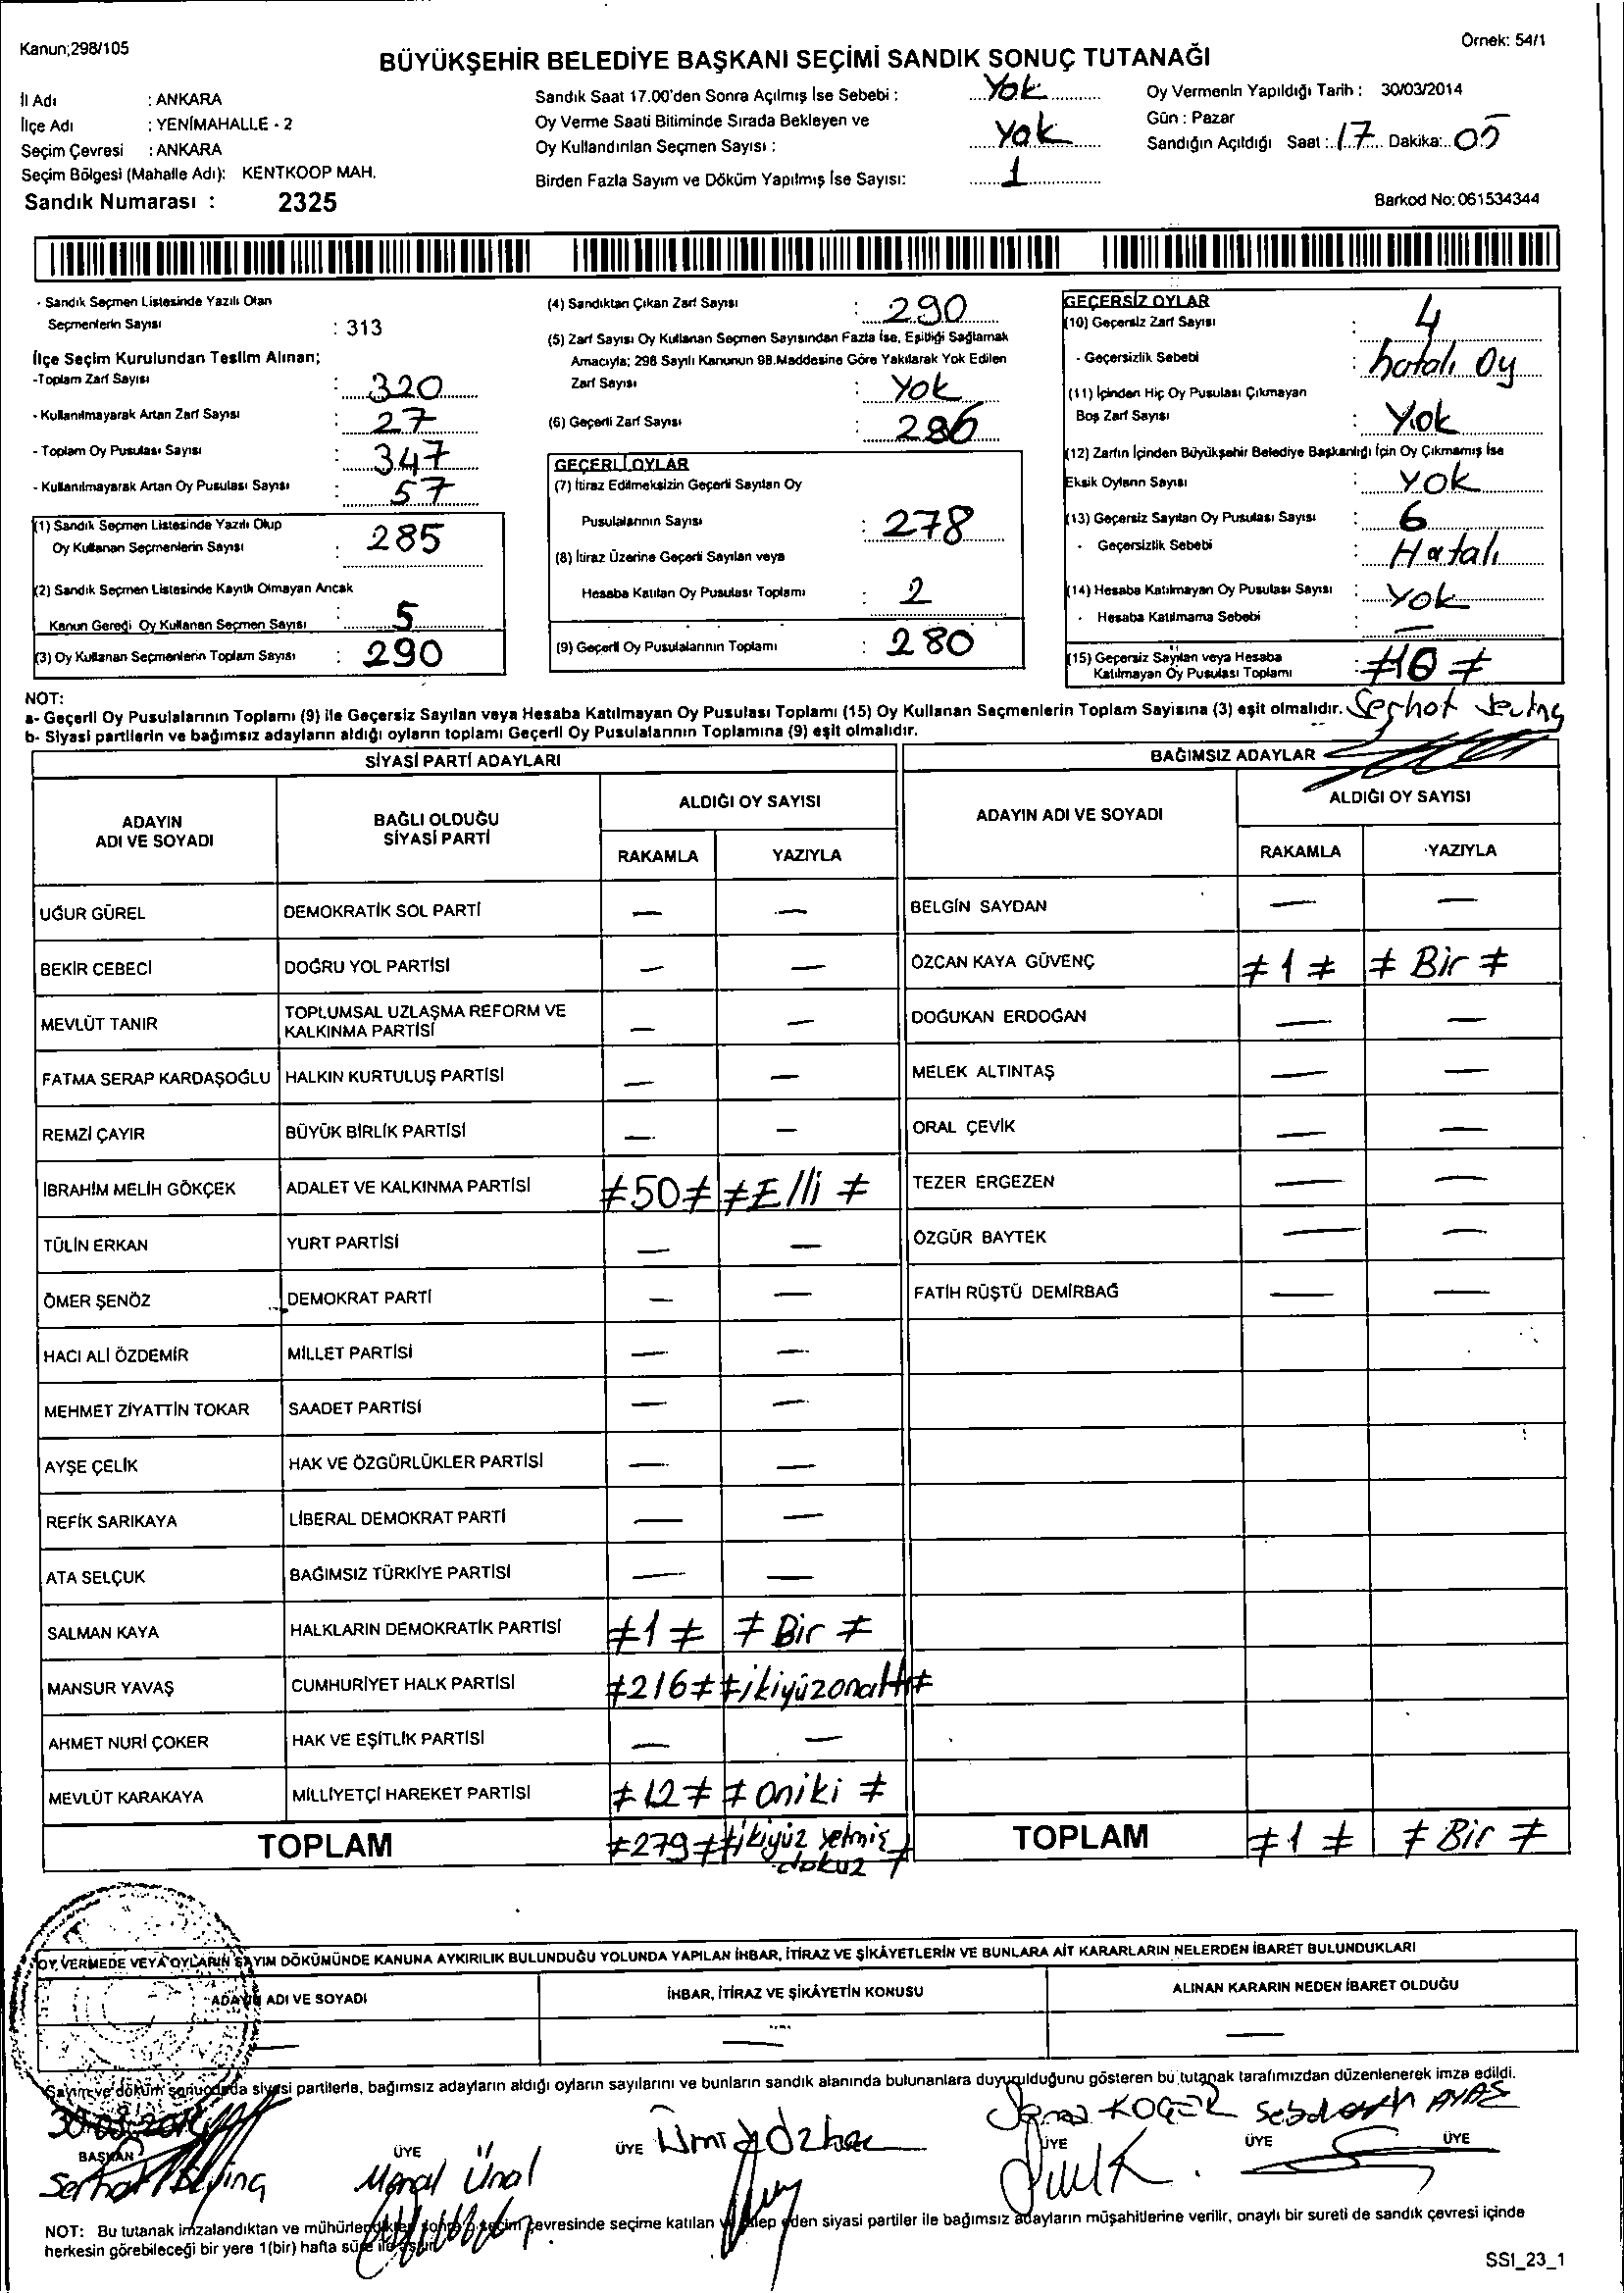 Kanun;298/105
Örnek: 54/1
BÜYÜKŞEHİR BELEDİYE BAŞKANI SEÇİMİ SANDIK SONUÇ TUTANAĞI
İl Adı : ANKARA
İlçe Adı : YENİMAHALLE - 2
Seçim Çevresi : ANKARA
Seçim Bölgesi (Mahalle Adı): KENTKOOP MAH.
Sandık Numarası : 2325
Sandık Saat 17.00'den Sonra Açılmış İse Sebebi : Yok
Oy Verme Saati Bitiminde Sırada Bekleyen ve
Oy Kullandırılan Seçmen Sayısı : Yok
Birden Fazla Sayım ve Döküm Yapılmış İse Sayısı: 1
Oy Vermenin Yapıldığı Tarih : 30/03/2014
Gün : Pazar
Sandığın Açıldığı Saat : 17 Dakika: 05
Barkod No: 061534344
- Sandık Seçmen Listesinde Yazılı Olan
Seçmenlerin Sayısı : 313
İlçe Seçim Kurulundan Teslim Alınan;
-Toplam Zarf Sayısı : 320
- Kullanılmayarak Artan Zarf Sayısı : 27
- Toplam Oy Pusulası Sayısı : 347
- Kullanılmayarak Artan Oy Pusulası Sayısı : 57
(1) Sandık Seçmen Listesinde Yazılı Olup
Oy Kullanan Seçmenlerin Sayısı : 285
(2) Sandık Seçmen Listesinde Kayıtlı Olmayan Ancak
Kanun Gereği Oy Kullanan Seçmen Sayısı : 5
(3) Oy Kullanan Seçmenlerin Toplam Sayısı : 290
(4) Sandıktan Çıkan Zarf Sayısı : 290
(5) Zarf Sayısı Oy Kullanan Seçmen Sayısından Fazla İse, Eşitliği Sağlamak
Amacıyla; 298 Sayılı Kanunun 98.Maddesine Göre Yakılarak Yok Edilen
Zarf Sayısı : Yok
(6) Geçerli Zarf Sayısı : 286
GEÇERLİ OYLAR
(7) İtiraz Edilmeksizin Geçerli Sayılan Oy
Pusulalarının Sayısı : 278
(8) İtiraz Üzerine Geçerli Sayılan veya
Hesaba Katılan Oy Pusulası Toplamı : 2
(9) Geçerli Oy Pusulalarının Toplamı : 280
GEÇERSİZ OYLAR
(10) Geçersiz Zarf Sayısı : 4
- Geçersizlik Sebebi : hatalı oy
(11) İçinden Hiç Oy Pusulası Çıkmayan
Boş Zarf Sayısı : Yok
(12) Zarfın İçinden Büyükşehir Belediye Başkanlığı İçin Oy Çıkmamış İse
Eksik Oyların Sayısı : YOK
(13) Geçersiz Sayılan Oy Pusulası Sayısı : 6
- Geçersizlik Sebebi : Hatalı
(14) Hesaba Katılmayan Oy Pusulası Sayısı : YOK
- Hesaba Katılmama Sebebi : —
(15) Geçersiz Sayılan veya Hesaba
Katılmayan Oy Pusulası Toplamı : ≠10≠
NOT:
a- Geçerli Oy Pusulalarının Toplamı (9) ile Geçersiz Sayılan veya Hesaba Katılmayan Oy Pusulası Toplamı (15) Oy Kullanan Seçmenlerin Toplam Sayısına (3) eşit olmalıdır.
b- Siyasi partilerin ve bağımsız adayların aldığı oyların toplamı Geçerli Oy Pusulalarının Toplamına (9) eşit olmalıdır.
SİYASİ PARTİ ADAYLARI
ADAYIN ADI VE SOYADI BAĞLI OLDUĞU SİYASİ PARTİ ALDIĞI OY SAYISI
RAKAMLA YAZIYLA
UĞUR GÜREL DEMOKRATİK SOL PARTİ — —
BEKİR CEBECİ DOĞRU YOL PARTİSİ — —
MEVLÜT TANIR TOPLUMSAL UZLAŞMA REFORM VE KALKINMA PARTİSİ — —
FATMA SERAP KARDAŞOĞLU HALKIN KURTULUŞ PARTİSİ — —
REMZİ ÇAYIR BÜYÜK BİRLİK PARTİSİ — —
İBRAHİM MELİH GÖKÇEK ADALET VE KALKINMA PARTİSİ ≠50≠ ≠Elli≠
TÜLİN ERKAN YURT PARTİSİ — —
ÖMER ŞENÖZ DEMOKRAT PARTİ — —
HACI ALİ ÖZDEMİR MİLLET PARTİSİ — —
MEHMET ZİYATTİN TOKAR SAADET PARTİSİ — —
AYŞE ÇELİK HAK VE ÖZGÜRLÜKLER PARTİSİ — —
REFİK SARIKAYA LİBERAL DEMOKRAT PARTİ — —
ATA SELÇUK BAĞIMSIZ TÜRKİYE PARTİSİ — —
SALMAN KAYA HALKLARIN DEMOKRATİK PARTİSİ ≠1≠ ≠Bir≠
MANSUR YAVAŞ CUMHURİYET HALK PARTİSİ ≠216≠ ≠ikiyüzonaltı≠
AHMET NURİ ÇOKER HAK VE EŞİTLİK PARTİSİ — —
MEVLÜT KARAKAYA MİLLİYETÇİ HAREKET PARTİSİ ≠12≠ ≠oniki≠
TOPLAM ≠279≠ ≠ikiyüz yetmiş dokuz≠
BAĞIMSIZ ADAYLAR
ADAYIN ADI VE SOYADI ALDIĞI OY SAYISI
RAKAMLA YAZIYLA
BELGİN SAYDAN — —
ÖZCAN KAYA GÜVENÇ ≠1≠ ≠Bir≠
DOĞUKAN ERDOĞAN — —
MELEK ALTINTAŞ — —
ORAL ÇEVİK — —
TEZER ERGEZEN — —
ÖZGÜR BAYTEK — —
FATİH RÜŞTÜ DEMİRBAĞ — —
TOPLAM ≠1≠ ≠Bir≠
OY VERMEDE VEYA OYLARIN SAYIM DÖKÜMÜNDE KANUNA AYKIRILIK BULUNDUĞU YOLUNDA YAPILAN İHBAR, İTİRAZ VE ŞİKÂYETLERİN VE BUNLARA AİT KARARLARIN NELERDEN İBARET BULUNDUKLARI
ADAYIN ADI VE SOYADI İHBAR, İTİRAZ VE ŞİKÂYETİN KONUSU ALINAN KARARIN NEDEN İBARET OLDUĞU
— — —
Sayım ve döküm sonucunda siyasi partilerle, bağımsız adayların aldığı oyların sayılarını ve bunların sandık alanında bulunanlara duyurulduğunu gösteren bu tutanak tarafımızdan düzenlenerek imza edildi.
30.03.2014
BAŞKAN ÜYE ÜYE ÜYE ÜYE ÜYE
Serhat
Meral Ünal
KOÇER
NOT: Bu tutanak imzalandıktan ve mühürlendikten sonra o seçim çevresinde seçime katılan ve talep eden siyasi partiler ile bağımsız adayların müşahitlerine verilir, onaylı bir sureti de sandık çevresi içinde
herkesin görebileceği bir yere 1(bir) hafta süre ile asılır.
SSI_23_1